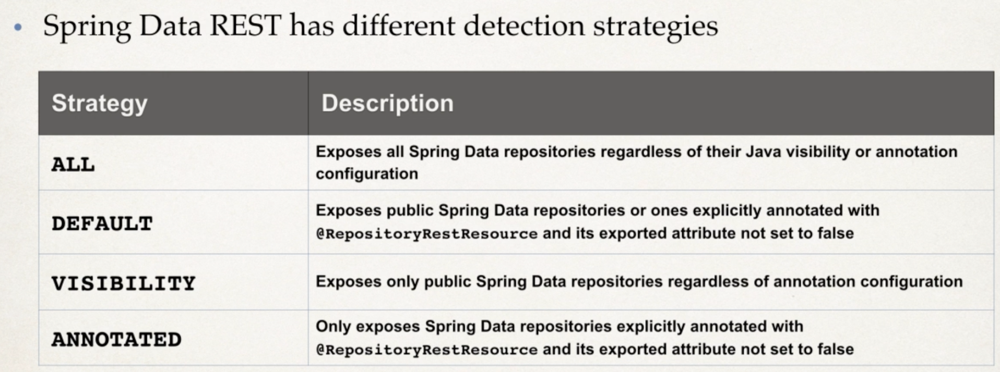 • Spring Data REST has different detection strategies
Strategy
Description
ALL
Exposes all Spring Data repositories regardless of their Java visibility or annotation
configuration
DEFAULT
Exposes public Spring Data repositories or ones explicitly annotated with
@RepositoryRestResource and its exported attribute not set to false
VISIBILITY
Exposes only public Spring Data repositories regardless of annotation configuration
ANNOTATED
Only exposes Spring Data repositories explicitly annotated with
@RepositoryRestResource and its exported attribute not set to false